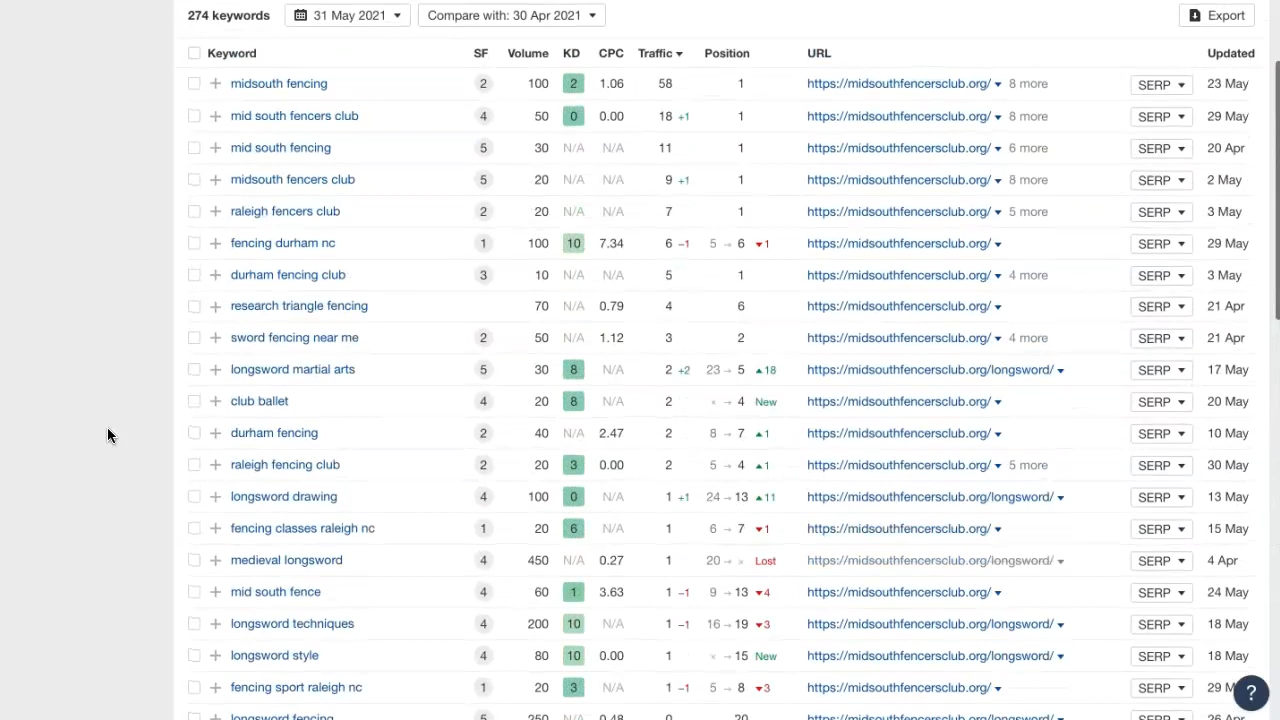 274 keywords 31 May 2021 Compare with: 30 Apr 2021 Export
Keyword SF Volume KD CPC Traffic Position URL Updated
midsouth fencing 2 100 2 1.06 58 1 https://midsouthfencersclub.org/ 8 more SERP 23 May
mid south fencers club 4 50 0 0.00 18 +1 1 https://midsouthfencersclub.org/ 8 more SERP 29 May
mid south fencing 5 30 N/A N/A 11 1 https://midsouthfencersclub.org/ 6 more SERP 20 Apr
midsouth fencers club 5 20 N/A N/A 9 +1 1 https://midsouthfencersclub.org/ 8 more SERP 2 May
raleigh fencers club 2 20 N/A N/A 7 1 https://midsouthfencersclub.org/ 5 more SERP 3 May
fencing durham nc 1 100 10 7.34 6 −1 5 → 6 ▼1 https://midsouthfencersclub.org/ SERP 29 May
durham fencing club 3 10 N/A N/A 5 1 https://midsouthfencersclub.org/ 4 more SERP 3 May
research triangle fencing 70 N/A 0.79 4 6 https://midsouthfencersclub.org/ SERP 21 Apr
sword fencing near me 2 50 N/A 1.12 3 2 https://midsouthfencersclub.org/ 4 more SERP 21 Apr
longsword martial arts 5 30 8 N/A 2 +2 23 → 5 ▲18 https://midsouthfencersclub.org/longsword/ SERP 17 May
club ballet 4 20 8 N/A 2 × → 4 New https://midsouthfencersclub.org/ SERP 20 May
durham fencing 2 40 N/A 2.47 2 8 → 7 ▲1 https://midsouthfencersclub.org/ SERP 10 May
raleigh fencing club 2 20 3 0.00 2 5 → 4 ▲1 https://midsouthfencersclub.org/ 5 more SERP 30 May
longsword drawing 4 100 0 N/A 1 +1 24 → 13 ▲11 https://midsouthfencersclub.org/longsword/ SERP 13 May
fencing classes raleigh nc 1 20 6 N/A 1 6 → 7 ▼1 https://midsouthfencersclub.org/ SERP 15 May
medieval longsword 4 450 N/A 0.27 1 20 → × Lost https://midsouthfencersclub.org/longsword/ SERP 4 Apr
mid south fence 4 60 1 3.63 1 −1 9 → 13 ▼4 https://midsouthfencersclub.org/ SERP 24 May
longsword techniques 4 200 10 N/A 1 −1 16 → 19 ▼3 https://midsouthfencersclub.org/longsword/ SERP 18 May
longsword style 4 80 10 0.00 1 × → 15 New https://midsouthfencersclub.org/longsword/ SERP 18 May
fencing sport raleigh nc 1 20 3 N/A 1 −1 5 → 8 ▼3 https://midsouthfencersclub.org/ SERP 29 ?
longsword fencing 5 250 N/A 0.48 0 20 https://midsouthfencersclub.org/longsword/ SERP 26 Apr